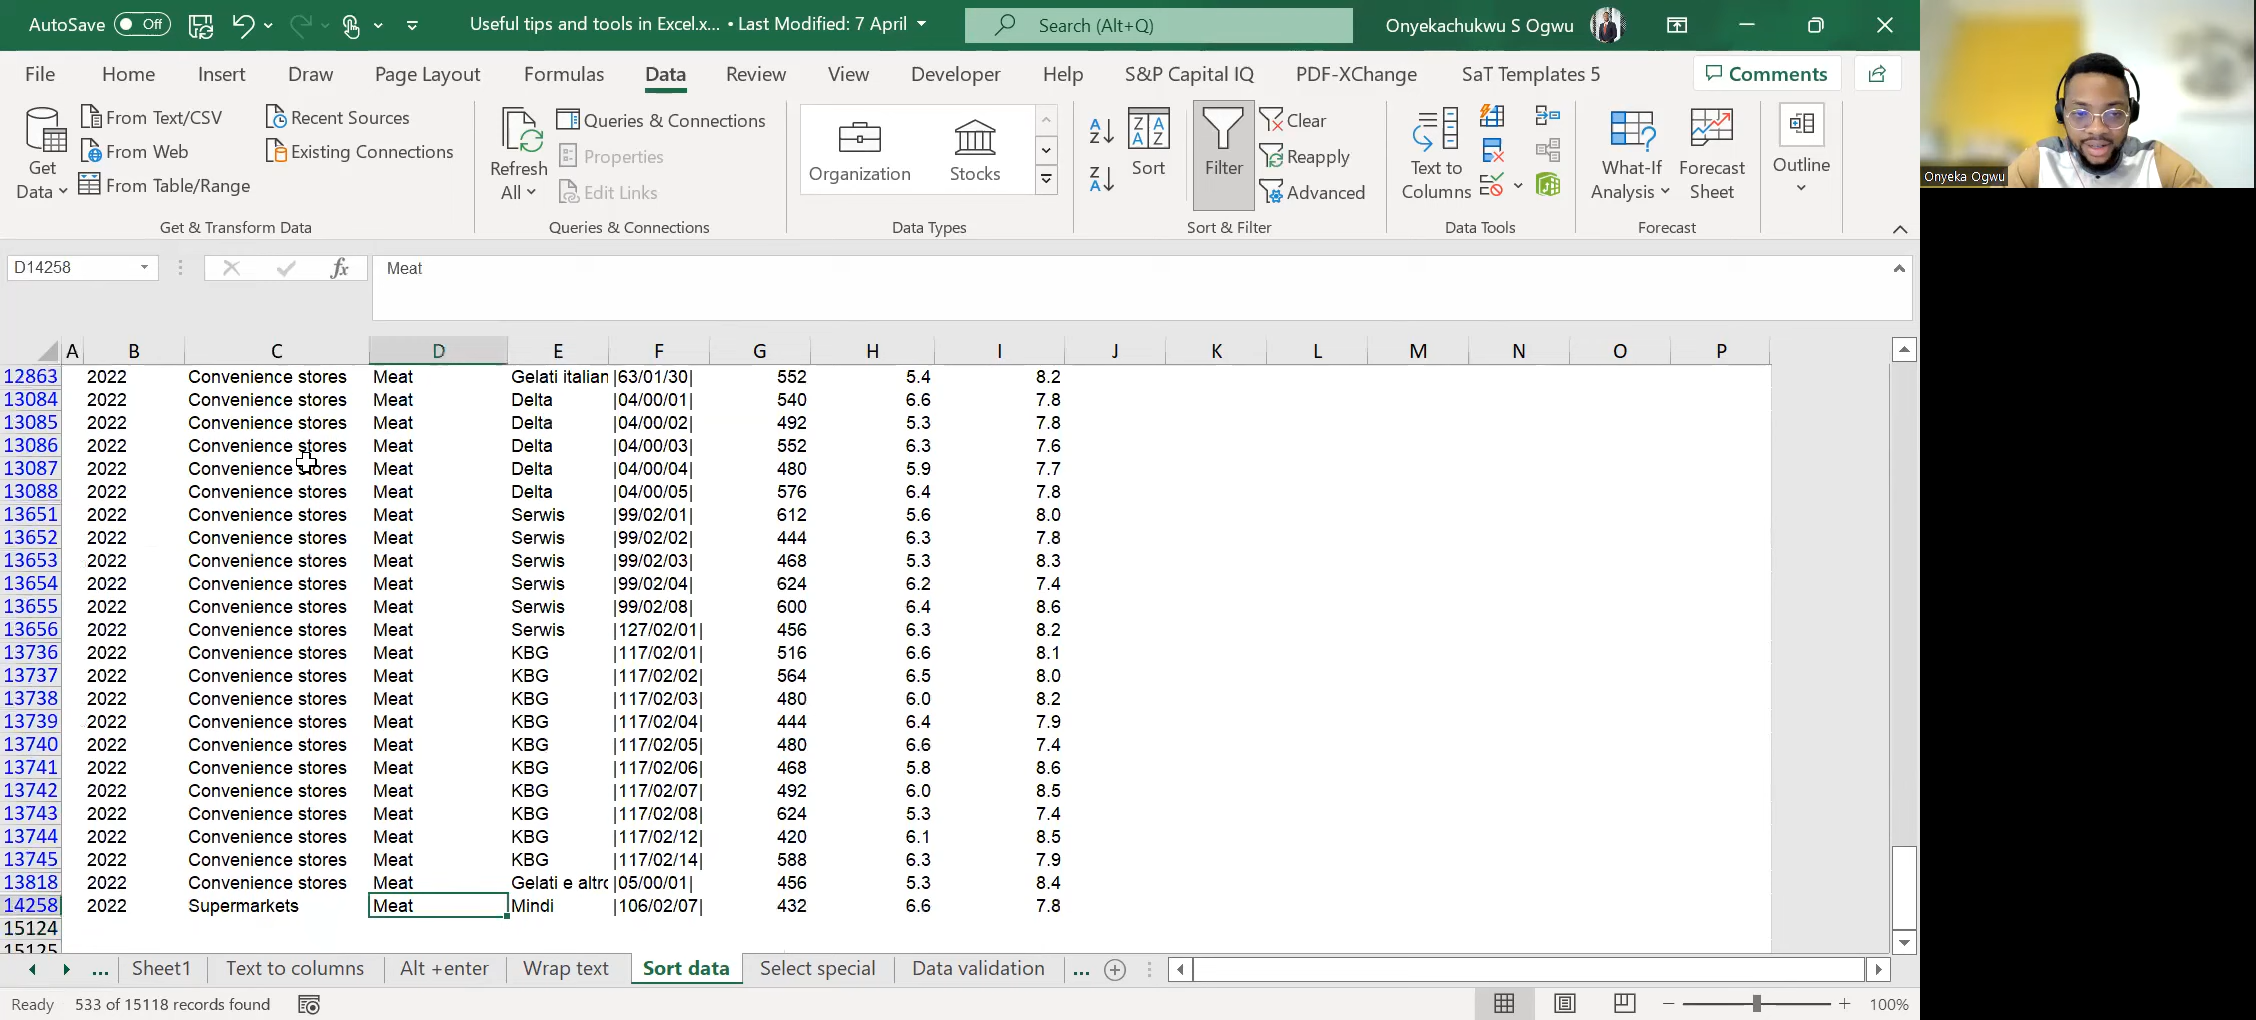 AutoSave Off Useful tips and tools in Excel.x... • Last Modified: 7 April Search (Alt+Q) Onyekachukwu S Ogwu
File Home Insert Draw Page Layout Formulas Data Review View Developer Help S&P Capital IQ PDF-XChange SaT Templates 5 Comments
Get Data
From Text/CSV
From Web
From Table/Range
Recent Sources
Existing Connections
Get & Transform Data
Refresh All
Queries & Connections
Properties
Edit Links
Queries & Connections
Organization Stocks
Data Types
Sort
Filter
Clear
Reapply
Advanced
Sort & Filter
Text to Columns
Data Tools
What-If Analysis
Forecast Sheet
Forecast
Outline
Onyeka Ogwu
D14258 fx Meat
A B C D E F G H I J K L M N O P
12863 2022 Convenience stores Meat Gelati italian |63/01/30| 552 5.4 8.2
13084 2022 Convenience stores Meat Delta |04/00/01| 540 6.6 7.8
13085 2022 Convenience stores Meat Delta |04/00/02| 492 5.3 7.8
13086 2022 Convenience stores Meat Delta |04/00/03| 552 6.3 7.6
13087 2022 Convenience stores Meat Delta |04/00/04| 480 5.9 7.7
13088 2022 Convenience stores Meat Delta |04/00/05| 576 6.4 7.8
13651 2022 Convenience stores Meat Serwis |99/02/01| 612 5.6 8.0
13652 2022 Convenience stores Meat Serwis |99/02/02| 444 6.3 7.8
13653 2022 Convenience stores Meat Serwis |99/02/03| 468 5.3 8.3
13654 2022 Convenience stores Meat Serwis |99/02/04| 624 6.2 7.4
13655 2022 Convenience stores Meat Serwis |99/02/08| 600 6.4 8.6
13656 2022 Convenience stores Meat Serwis |127/02/01| 456 6.3 8.2
13736 2022 Convenience stores Meat KBG |117/02/01| 516 6.6 8.1
13737 2022 Convenience stores Meat KBG |117/02/02| 564 6.5 8.0
13738 2022 Convenience stores Meat KBG |117/02/03| 480 6.0 8.2
13739 2022 Convenience stores Meat KBG |117/02/04| 444 6.4 7.9
13740 2022 Convenience stores Meat KBG |117/02/05| 480 6.6 7.4
13741 2022 Convenience stores Meat KBG |117/02/06| 468 5.8 8.6
13742 2022 Convenience stores Meat KBG |117/02/07| 492 6.0 8.5
13743 2022 Convenience stores Meat KBG |117/02/08| 624 5.3 7.4
13744 2022 Convenience stores Meat KBG |117/02/12| 420 6.1 8.5
13745 2022 Convenience stores Meat KBG |117/02/14| 588 6.3 7.9
13818 2022 Convenience stores Meat Gelati e altro |05/00/01| 456 5.3 8.4
14258 2022 Supermarkets Meat Mindi |106/02/07| 432 6.6 7.8
15124
15125
... Sheet1 Text to columns Alt +enter Wrap text Sort data Select special Data validation ...
Ready 533 of 15118 records found 100%